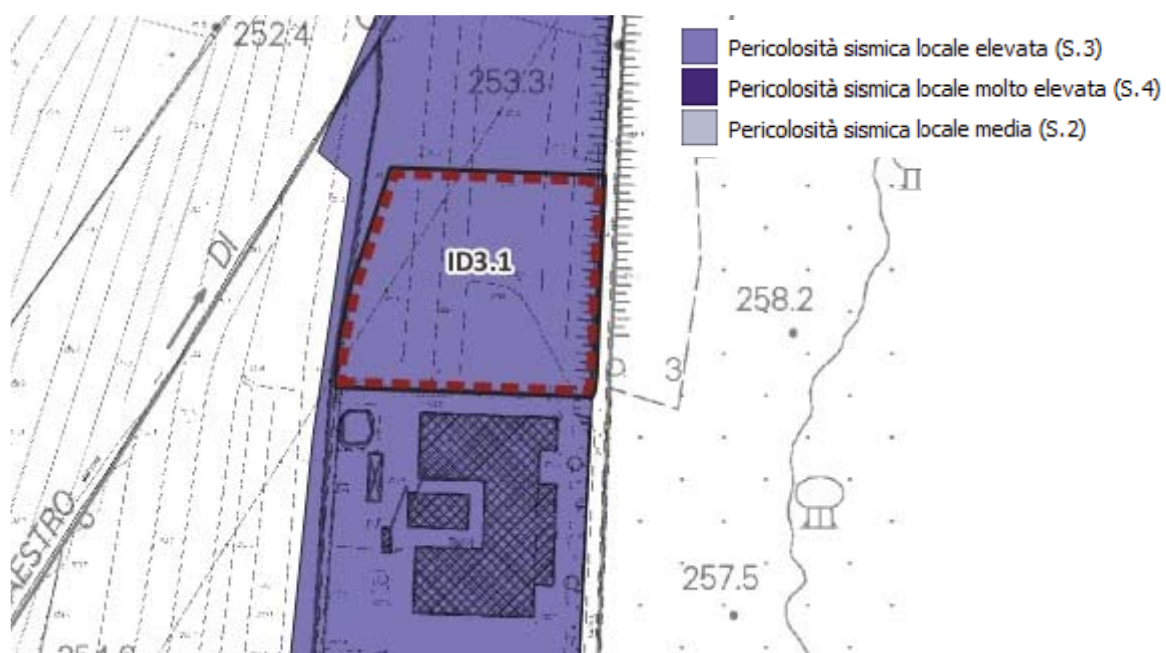 252.4
253.3
Pericolosità sismica locale elevata (S.3)
Pericolosità sismica locale molto elevata (S.4)
Pericolosità sismica locale media (S.2)
DI
ID3.1
258.2
3
257.5